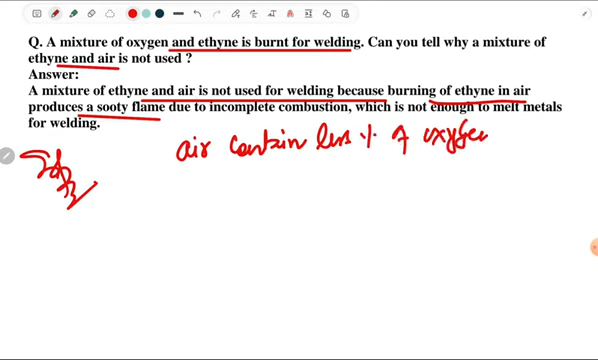 Q. A mixture of oxygen and ethyne is burnt for welding. Can you tell why a mixture of
ethyne and air is not used ?
Answer:
A mixture of ethyne and air is not used for welding because burning of ethyne in air
produces a sooty flame due to incomplete combustion, which is not enough to melt metals
for welding.
air contain less % of oxygen